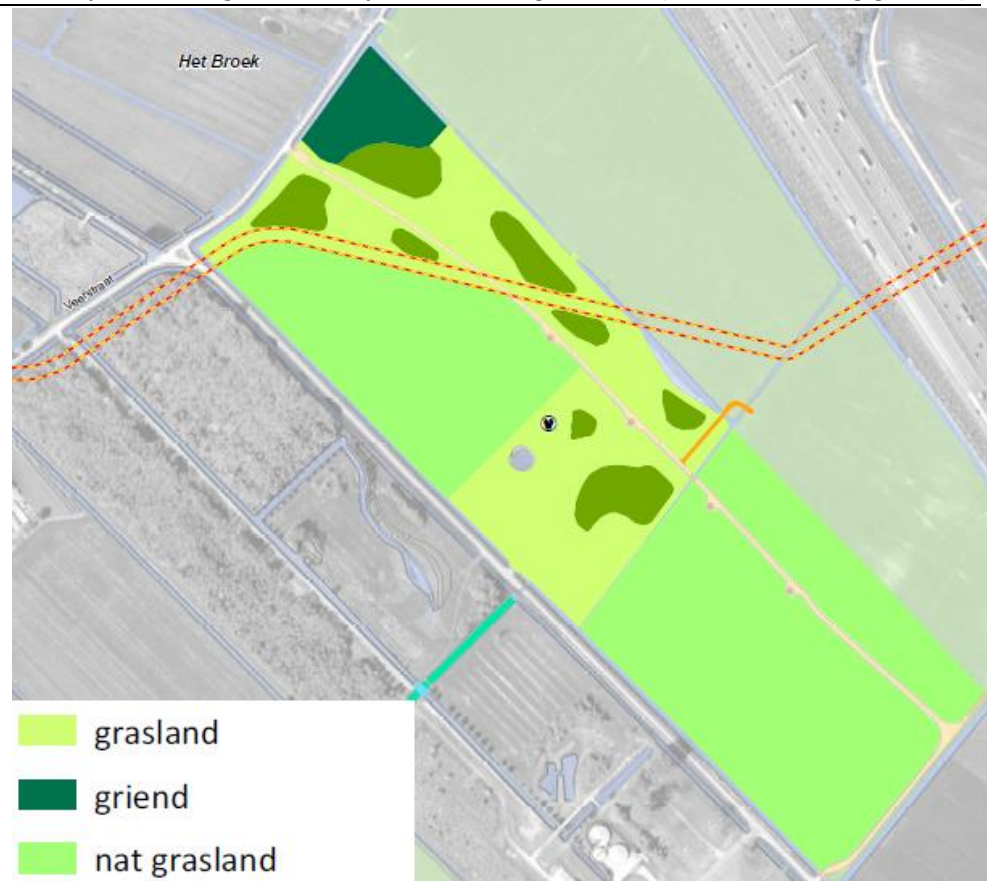 Het Broek
Veerstraat
grasland
griend
nat grasland